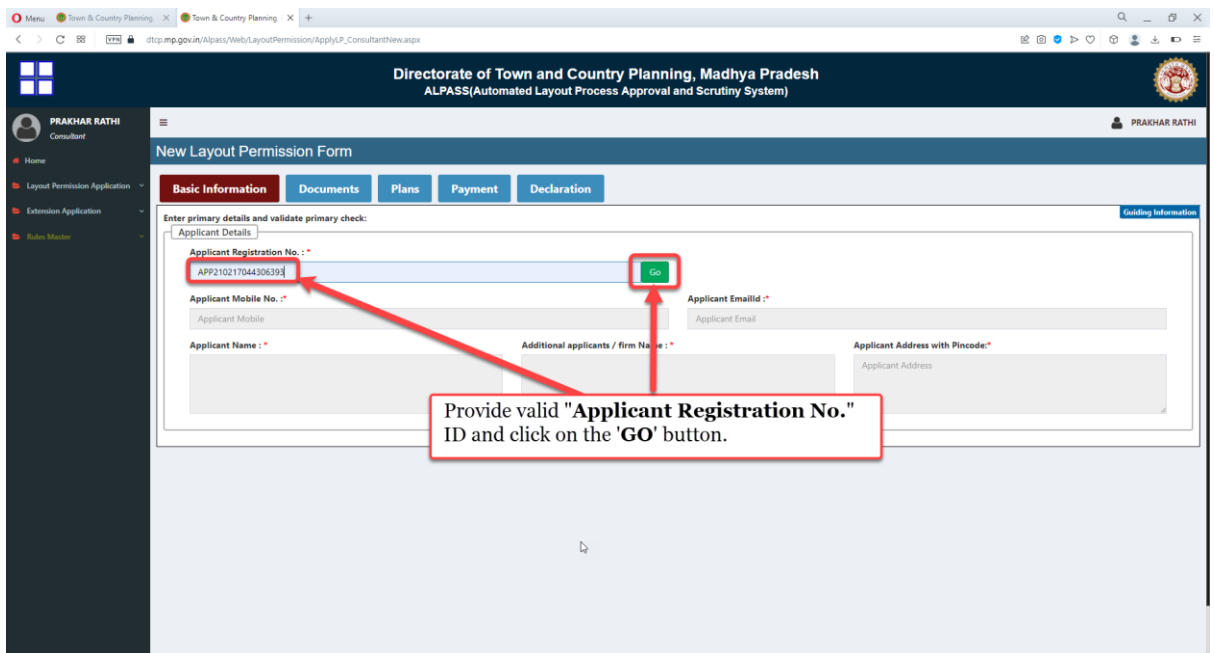 Menu
Town & Country Planning,
Town & Country Planning,
VPN
dtcp.mp.gov.in/Alpass/Web/LayoutPermission/ApplyLP_ConsultantNew.aspx
Directorate of Town and Country Planning, Madhya Pradesh
ALPASS(Automated Layout Process Approval and Scrutiny System)
PRAKHAR RATHI
Consultant
PRAKHAR RATHI
Home
Layout Permission Application
Extension Application
Rules Master
New Layout Permission Form
Basic Information
Documents
Plans
Payment
Declaration
Guiding Information
Enter primary details and validate primary check:
Applicant Details
Applicant Registration No. : *
APP210217044306393
Go
Applicant Mobile No. :*
Applicant EmailId :*
Applicant Mobile
Applicant Email
Applicant Name : *
Additional applicants / firm Name : *
Applicant Address with Pincode:*
Applicant Address
Provide valid "Applicant Registration No."
ID and click on the 'GO' button.